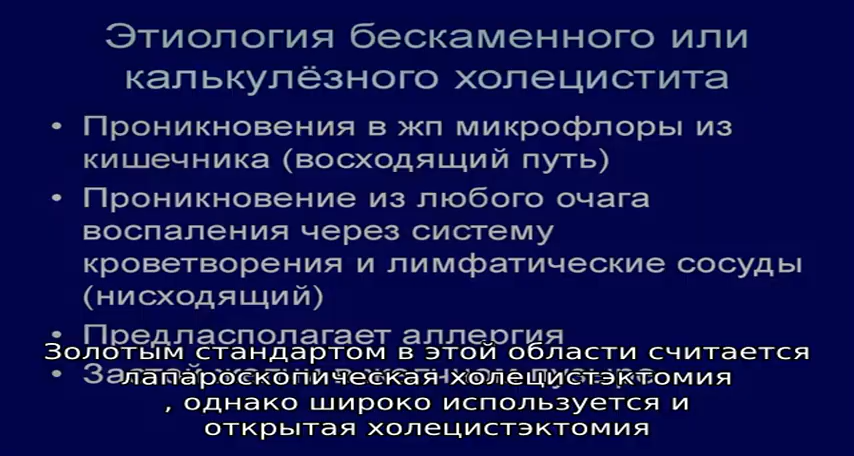 Этиология бескаменного или
калькулёзного холецистита
• Проникновения в жп микрофлоры из
кишечника (восходящий путь)
• Проникновение из любого очага
воспаления через систему
кроветворения и лимфатические сосуды
(нисходящий)
• Предласполагает аллергия
Золотым стандартом в этой области считается
лапароскопическая холецистэктомия
, однако широко используется и
открытая холецистэктомия